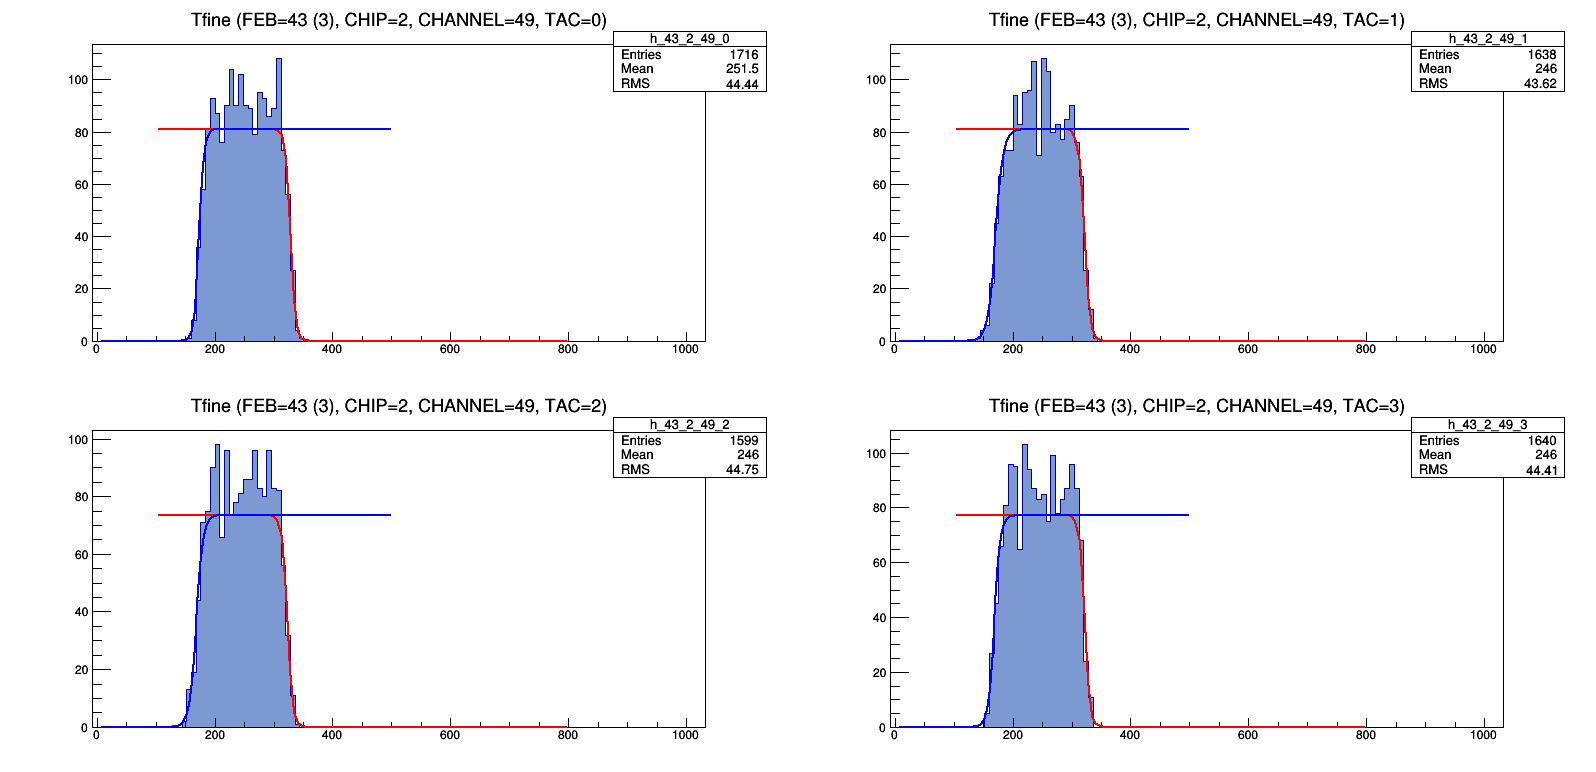 Tfine (FEB=43 (3), CHIP=2, CHANNEL=49, TAC=0)
h_43_2_49_0
Entries 1716
Mean 251.5
RMS 44.44
100
80
60
40
20
0
0 200 400 600 800 1000
Tfine (FEB=43 (3), CHIP=2, CHANNEL=49, TAC=1)
h_43_2_49_1
Entries 1638
Mean 246
RMS 43.62
100
80
60
40
20
0
0 200 400 600 800 1000
Tfine (FEB=43 (3), CHIP=2, CHANNEL=49, TAC=2)
h_43_2_49_2
Entries 1599
Mean 246
RMS 44.75
100
80
60
40
20
0
0 200 400 600 800 1000
Tfine (FEB=43 (3), CHIP=2, CHANNEL=49, TAC=3)
h_43_2_49_3
Entries 1640
Mean 246
RMS 44.41
100
80
60
40
20
0
0 200 400 600 800 1000